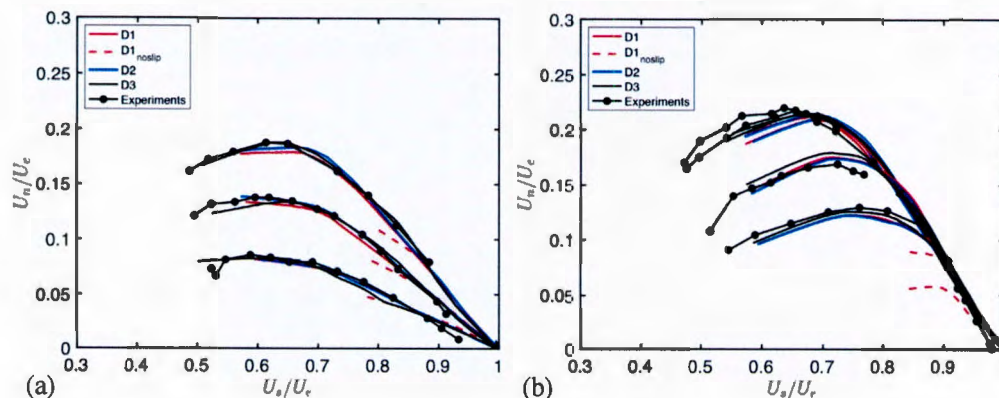 0.3
0.25
0.2
0.15
0.1
0.05
0
Uₙ/Uₑ
D1
D1noslip
D2
D3
Experiments
0.3 0.4 0.5 0.6 0.7 0.8 0.9 1
(a)
Uₛ/Uₑ
0.3
0.25
0.2
0.15
0.1
0.05
0
Uₙ/Uₑ
D1
D1noslip
D2
D3
Experiments
0.3 0.4 0.5 0.6 0.7 0.8 0.9
(b)
Uₛ/Uₑ